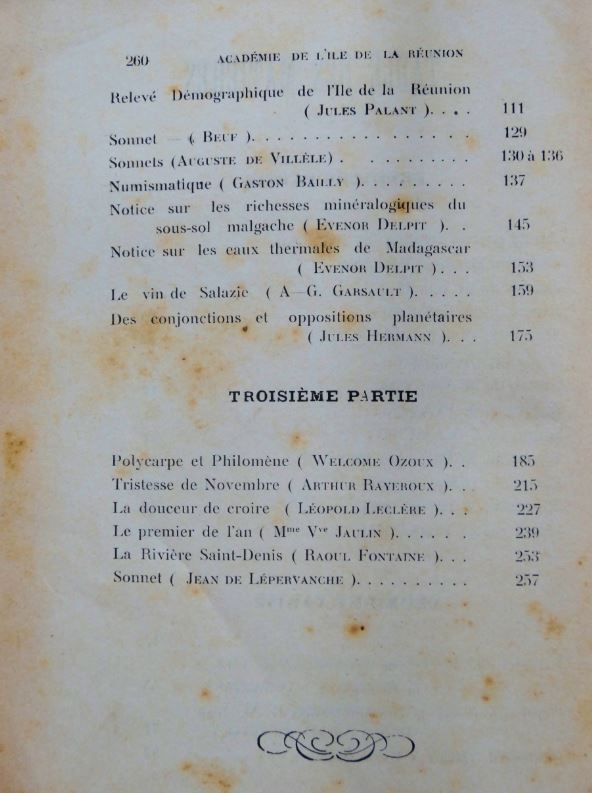 260 ACADÉMIE DE L'ILE DE LA RÉUNION
Relevé Démographique de l'Ile de la Réunion
( JULES PALANT ). . . . 111
Sonnet — ( BEUF ). . . . . . . . . . . . . . . . . 129
Sonnets (AUGUSTE DE VILLÈLE) . . . . . . . . . . 130 à 136
Numismatique ( GASTON BAILLY ). . . . . . . . . 137
Notice sur les richesses minéralogiques du
sous-sol malgache ( EVENOR DELPIT ). . 145
Notice sur les eaux thermales de Madagascar
( EVENOR DELPIT ). . . 153
Le vin de Salazie ( A—G. GARSAULT ). . . . . 159
Des conjonctions et oppositions planétaires
( JULES HERMANN ). . . 175
TROISIÈME PARTIE
Polycarpe et Philomène ( WELCOME OZOUX ). . 185
Tristesse de Novembre ( ARTHUR RAYEROUX ). . 215
La douceur de croire ( LÉOPOLD LECLÈRE ). . . 227
Le premier de l'an ( Mme Vve JAULIN ). . . . . . 239
La Rivière Saint-Denis ( RAOUL FONTAINE ). . . 253
Sonnet ( JEAN DE LÉPERVANCHE ). . . . . . . . . . 257